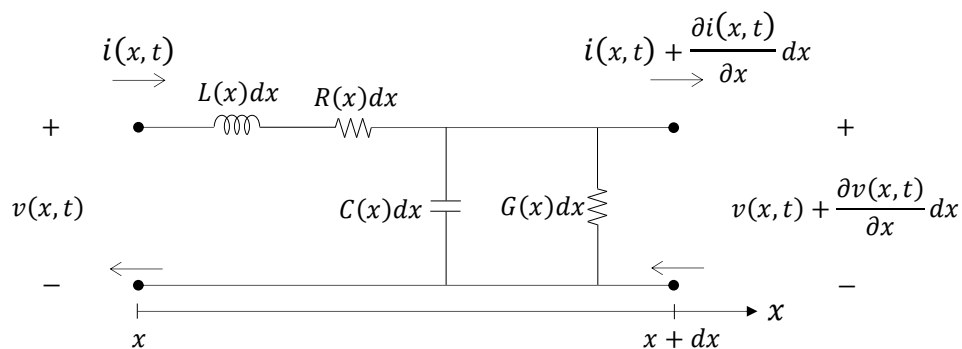 i(x,t)
i(x,t) + ∂i(x,t)/∂x dx
L(x)dx
R(x)dx
+
+
v(x,t)
C(x)dx
G(x)dx
v(x,t) + ∂v(x,t)/∂x dx
−
−
x
x
x + dx